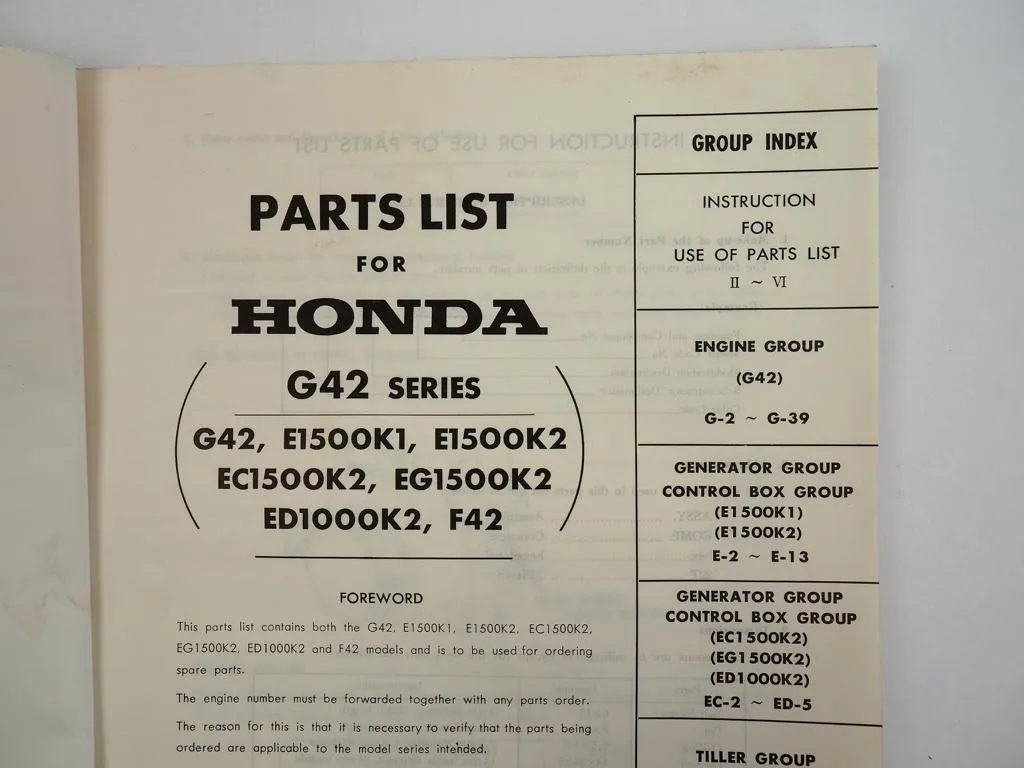 PARTS LIST
FOR
HONDA
G42 SERIES
G42, E1500K1, E1500K2
EC1500K2, EG1500K2
ED1000K2, F42
FOREWORD
This parts list contains both the G42, E1500K1, E1500K2, EC1500K2,
EG1500K2, ED1000K2 and F42 models and is to be used for ordering
spare parts.
The engine number must be forwarded together with any parts order.
The reason for this is that it is necessary to verify that the parts being
ordered are applicable to the model series intended.
GROUP INDEX
INSTRUCTION
FOR
USE OF PARTS LIST
II ~ VI
ENGINE GROUP
(G42)
G-2 ~ G-39
GENERATOR GROUP
CONTROL BOX GROUP
(E1500K1)
(E1500K2)
E-2 ~ E-13
GENERATOR GROUP
CONTROL BOX GROUP
(EC1500K2)
(EG1500K2)
(ED1000K2)
EC-2 ~ ED-5
TILLER GROUP